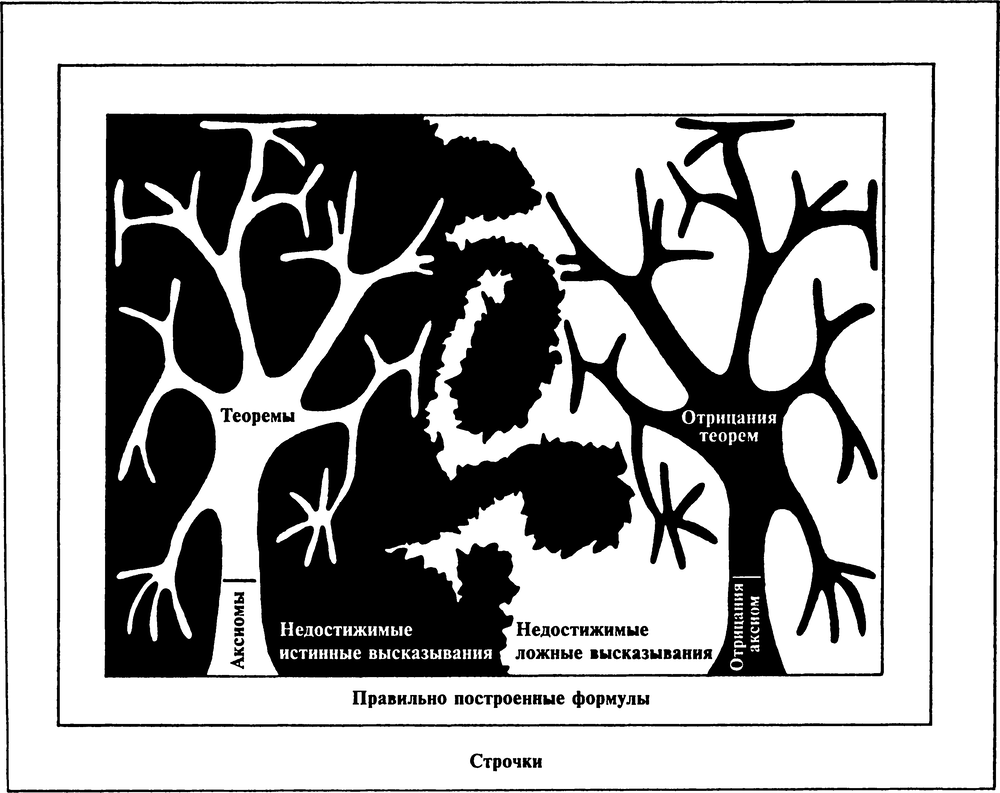 Теоремы
Отрицания
теорем
Аксиомы
Недостижимые
истинные высказывания
Недостижимые
ложные высказывания
Отрицания
аксиом
Правильно построенные формулы
Строчки